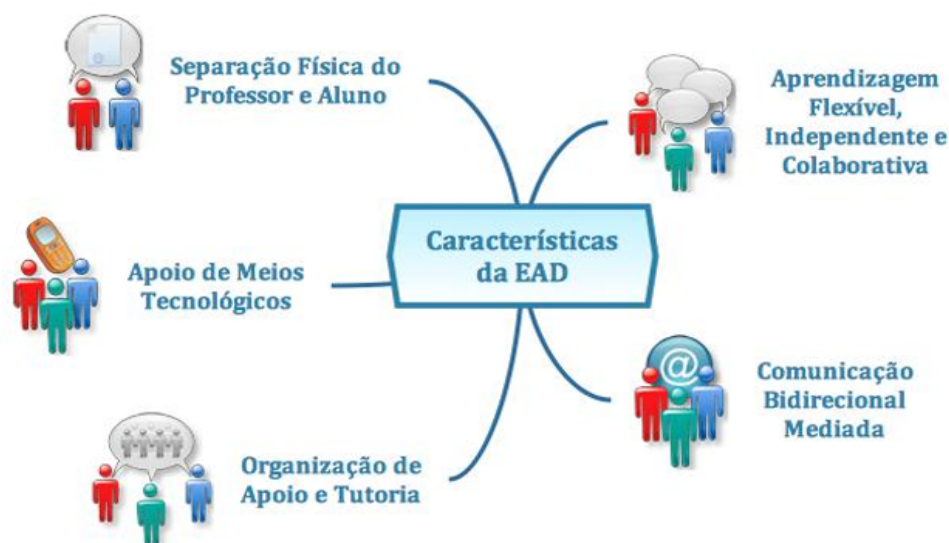 Separação Física do
Professor e Aluno
Aprendizagem
Flexível,
Independente e
Colaborativa
Características
da EAD
Apoio de Meios
Tecnológicos
Comunicação
Bidirecional
Mediada
Organização de
Apoio e Tutoria
@